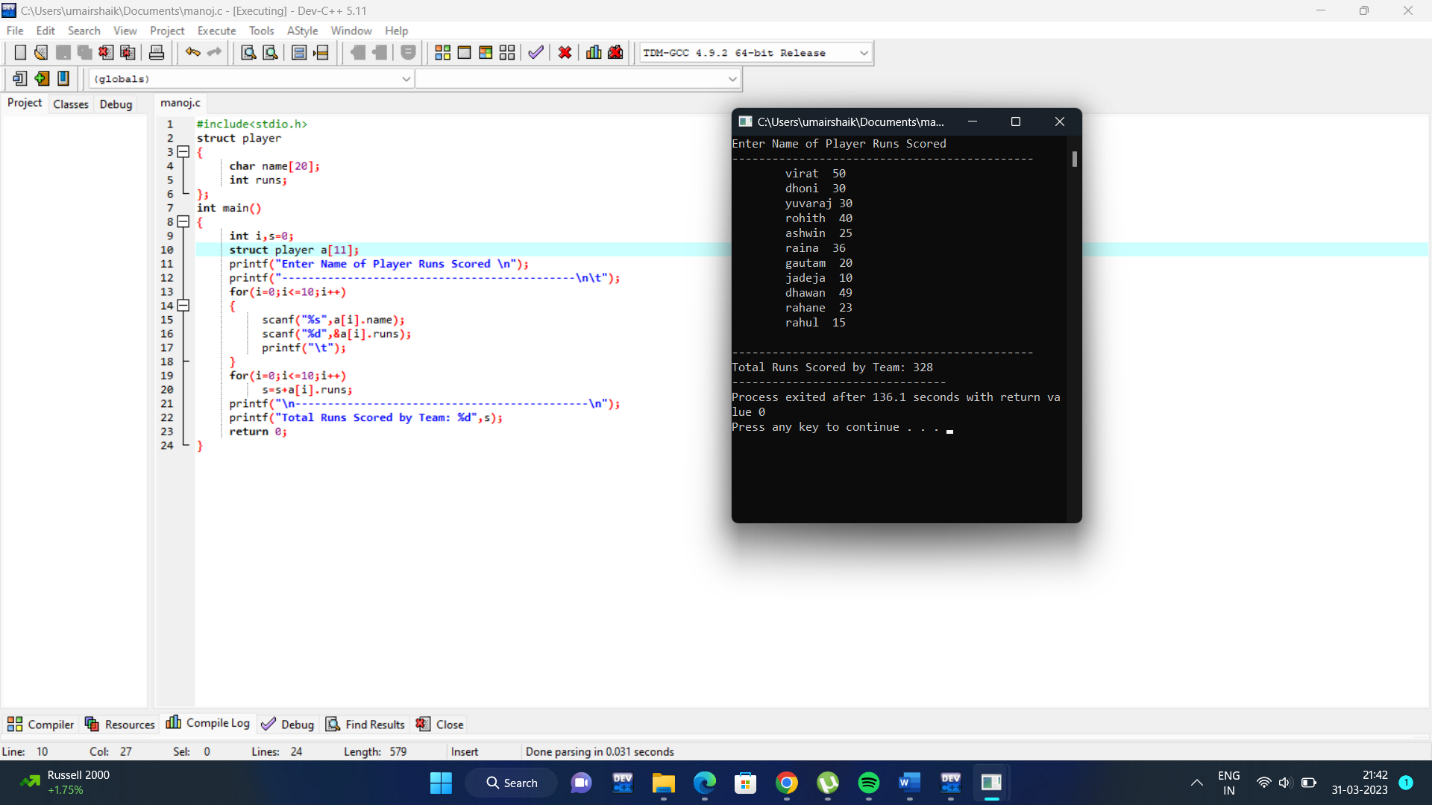 C:\Users\umairshaik\Documents\manoj.c - [Executing] - Dev-C++ 5.11
File Edit Search View Project Execute Tools AStyle Window Help
TDM-GCC 4.9.2 64-bit Release
(globals)
Project Classes Debug manoj.c
1 #include<stdio.h>
2 struct player
3 {
4 char name[20];
5 int runs;
6 };
7 int main()
8 {
9 int i,s=0;
10 struct player a[11];
11 printf("Enter Name of Player Runs Scored \n");
12 printf("---------------------------------------------\n\t");
13 for(i=0;i<=10;i++)
14 {
15 scanf("%s",a[i].name);
16 scanf("%d",&a[i].runs);
17 printf("\t");
18 }
19 for(i=0;i<=10;i++)
20 s=s+a[i].runs;
21 printf("\n---------------------------------------------\n");
22 printf("Total Runs Scored by Team: %d",s);
23 return 0;
24 }
C:\Users\umairshaik\Documents\ma...
Enter Name of Player Runs Scored
---------------------------------------------
virat 50
dhoni 30
yuvaraj 30
rohith 40
ashwin 25
raina 36
gautam 20
jadeja 10
dhawan 49
rahane 23
rahul 15
---------------------------------------------
Total Runs Scored by Team: 328
--------------------------------
Process exited after 136.1 seconds with return va
lue 0
Press any key to continue . . .
Compiler Resources Compile Log Debug Find Results Close
Line: 10 Col: 27 Sel: 0 Lines: 24 Length: 579 Insert Done parsing in 0.031 seconds
Russell 2000
+1.75%
Search
DEV
W
DEV
ENG
IN
21:42
31-03-2023
1